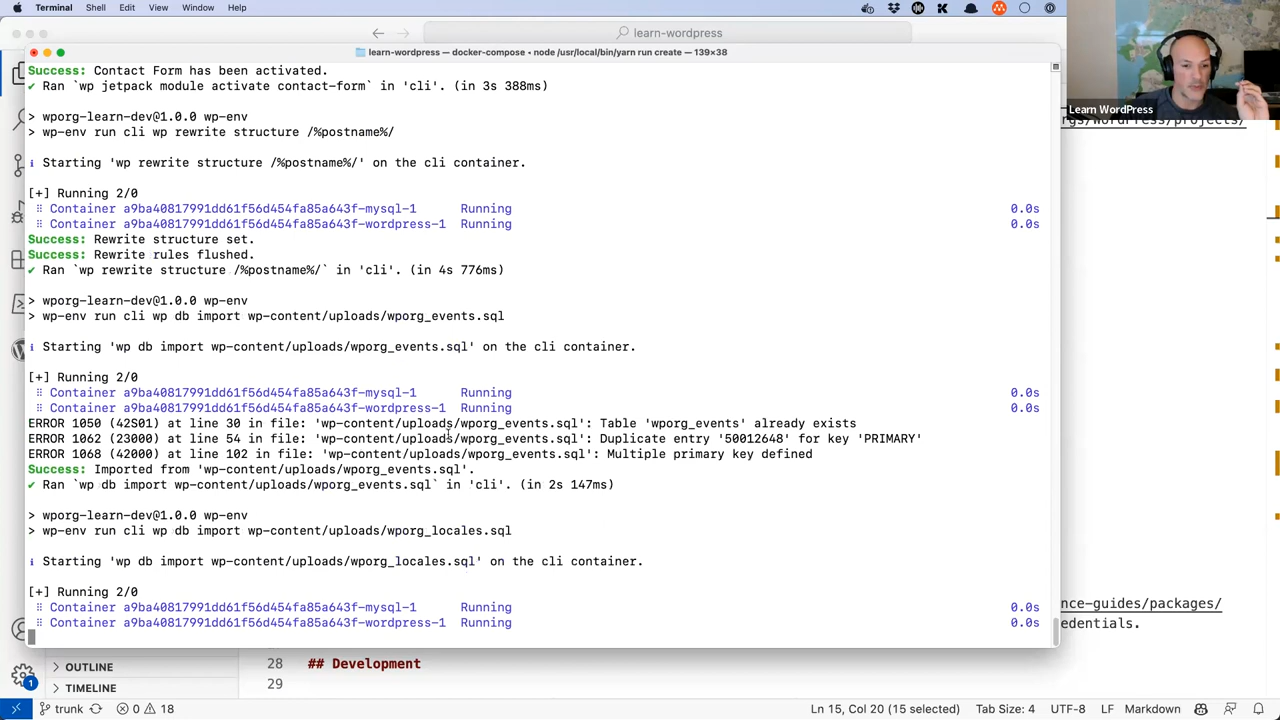 Terminal Shell Edit View Window Help
learn-wordpress
learn-wordpress — docker-compose • node /usr/local/bin/yarn run create — 139×38
Success: Contact Form has been activated.
✔ Ran `wp jetpack module activate contact-form` in 'cli'. (in 3s 388ms)
Learn WordPress
rgs/WordPress/projects/
> wporg-learn-dev@1.0.0 wp-env
> wp-env run cli wp rewrite structure /%postname%/
ℹ Starting 'wp rewrite structure /%postname%/' on the cli container.
[+] Running 2/0
⠿ Container a9ba40817991dd61f56d454fa85a643f-mysql-1 Running 0.0s
⠿ Container a9ba40817991dd61f56d454fa85a643f-wordpress-1 Running 0.0s
Success: Rewrite structure set.
Success: Rewrite rules flushed.
✔ Ran `wp rewrite structure /%postname%/` in 'cli'. (in 4s 776ms)
> wporg-learn-dev@1.0.0 wp-env
> wp-env run cli wp db import wp-content/uploads/wporg_events.sql
ℹ Starting 'wp db import wp-content/uploads/wporg_events.sql' on the cli container.
[+] Running 2/0
⠿ Container a9ba40817991dd61f56d454fa85a643f-mysql-1 Running 0.0s
⠿ Container a9ba40817991dd61f56d454fa85a643f-wordpress-1 Running 0.0s
ERROR 1050 (42S01) at line 30 in file: 'wp-content/uploads/wporg_events.sql': Table 'wporg_events' already exists
ERROR 1062 (23000) at line 54 in file: 'wp-content/uploads/wporg_events.sql': Duplicate entry '50012648' for key 'PRIMARY'
ERROR 1068 (42000) at line 102 in file: 'wp-content/uploads/wporg_events.sql': Multiple primary key defined
Success: Imported from 'wp-content/uploads/wporg_events.sql'.
✔ Ran `wp db import wp-content/uploads/wporg_events.sql` in 'cli'. (in 2s 147ms)
> wporg-learn-dev@1.0.0 wp-env
> wp-env run cli wp db import wp-content/uploads/wporg_locales.sql
ℹ Starting 'wp db import wp-content/uploads/wporg_locales.sql' on the cli container.
[+] Running 2/0
⠿ Container a9ba40817991dd61f56d454fa85a643f-mysql-1 Running 0.0s
⠿ Container a9ba40817991dd61f56d454fa85a643f-wordpress-1 Running 0.0s
nce-guides/packages/
edentials.
OUTLINE
TIMELINE
28 ## Development
29
1
trunk 0 18 Ln 15, Col 20 (15 selected) Tab Size: 4 UTF-8 LF Markdown